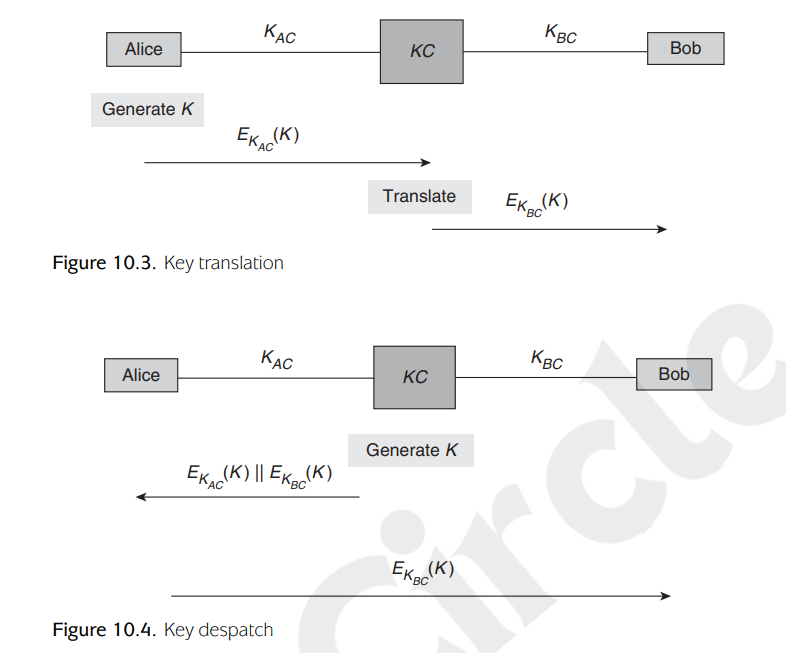 K_AC K_BC
Alice KC Bob
Generate K
E_K_AC(K)
Translate E_K_BC(K)
Figure 10.3. Key translation
K_AC K_BC
Alice KC Bob
Generate K
E_K_AC(K) || E_K_BC(K)
E_K_BC(K)
Figure 10.4. Key despatch
Circle